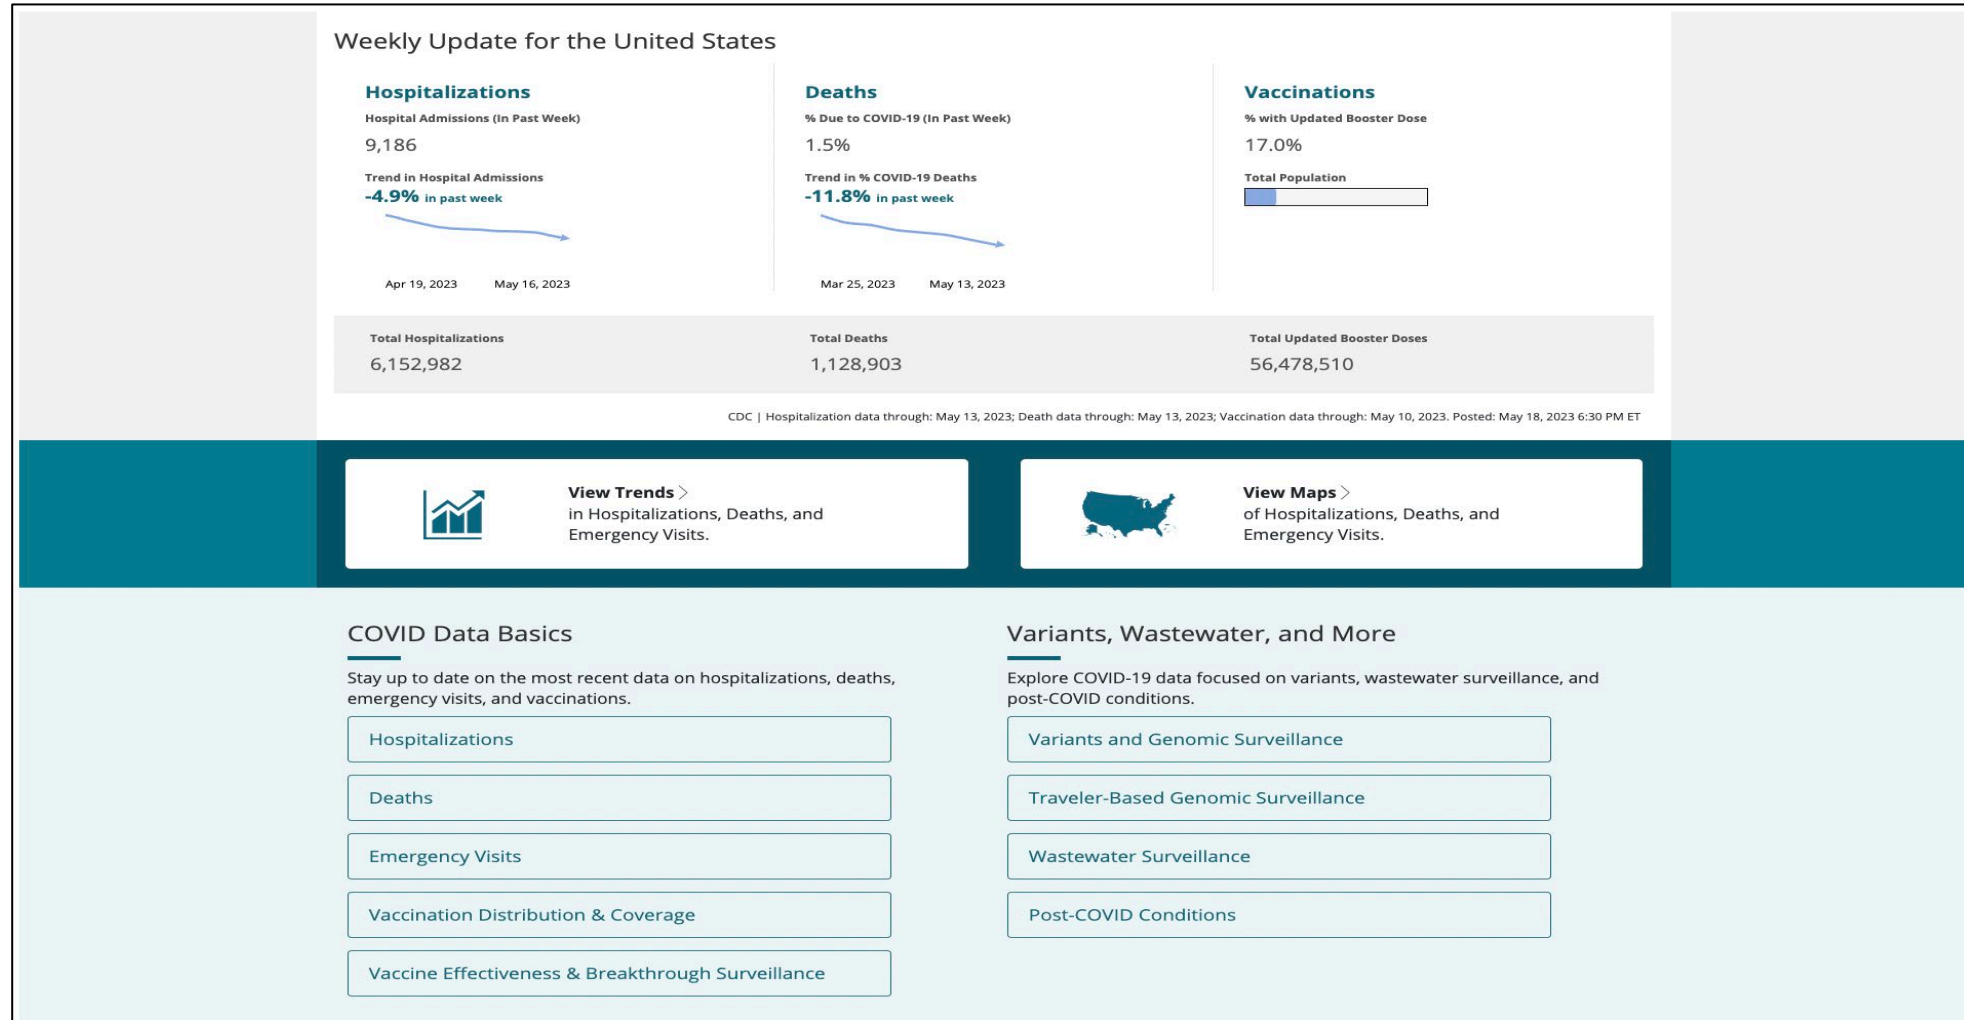 Weekly Update for the United States
Hospitalizations
Hospital Admissions (In Past Week)
9,186
Trend in Hospital Admissions
-4.9% in past week
Apr 19, 2023 May 16, 2023
Deaths
% Due to COVID-19 (In Past Week)
1.5%
Trend in % COVID-19 Deaths
-11.8% in past week
Mar 25, 2023 May 13, 2023
Vaccinations
% with Updated Booster Dose
17.0%
Total Population
Total Hospitalizations
6,152,982
Total Deaths
1,128,903
Total Updated Booster Doses
56,478,510
CDC | Hospitalization data through: May 13, 2023; Death data through: May 13, 2023; Vaccination data through: May 10, 2023. Posted: May 18, 2023 6:30 PM ET
View Trends >
in Hospitalizations, Deaths, and
Emergency Visits.
View Maps >
of Hospitalizations, Deaths, and
Emergency Visits.
COVID Data Basics
Stay up to date on the most recent data on hospitalizations, deaths,
emergency visits, and vaccinations.
Hospitalizations
Deaths
Emergency Visits
Vaccination Distribution & Coverage
Vaccine Effectiveness & Breakthrough Surveillance
Variants, Wastewater, and More
Explore COVID-19 data focused on variants, wastewater surveillance, and
post-COVID conditions.
Variants and Genomic Surveillance
Traveler-Based Genomic Surveillance
Wastewater Surveillance
Post-COVID Conditions